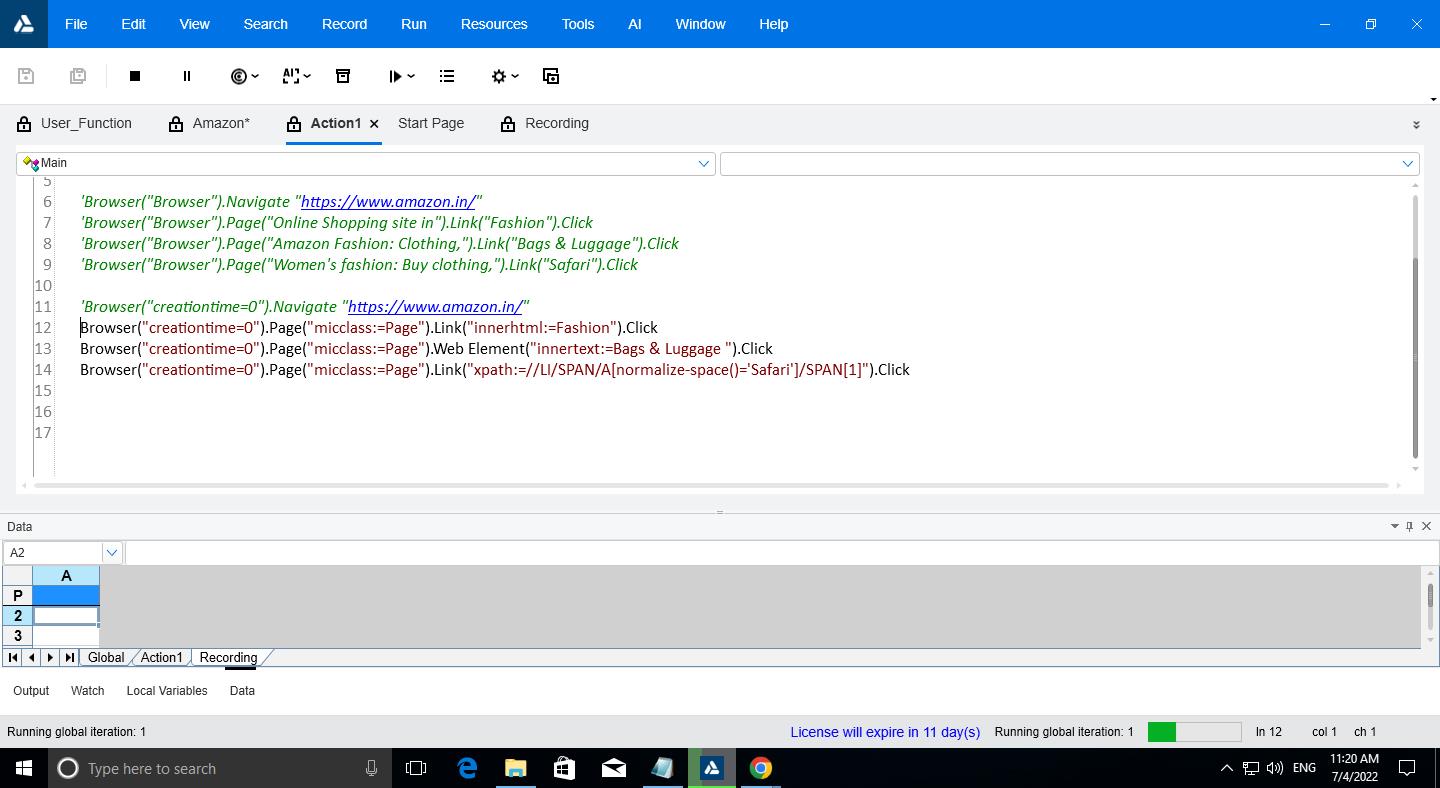 File Edit View Search Record Run Resources Tools AI Window Help
AI
User_Function Amazon* Action1 Start Page Recording
Main
5
6 'Browser("Browser").Navigate "https://www.amazon.in/"
7 'Browser("Browser").Page("Online Shopping site in").Link("Fashion").Click
8 'Browser("Browser").Page("Amazon Fashion: Clothing,").Link("Bags & Luggage").Click
9 'Browser("Browser").Page("Women's fashion: Buy clothing,").Link("Safari").Click
10
11 'Browser("creationtime=0").Navigate "https://www.amazon.in/"
12 Browser("creationtime=0").Page("micclass:=Page").Link("innerhtml:=Fashion").Click
13 Browser("creationtime=0").Page("micclass:=Page").Web Element("innertext:=Bags & Luggage ").Click
14 Browser("creationtime=0").Page("micclass:=Page").Link("xpath:=//LI/SPAN/A[normalize-space()='Safari']/SPAN[1]").Click
15
16
17
Data
A2
A
P
2
3
Global Action1 Recording
Output Watch Local Variables Data
Running global iteration: 1 License will expire in 11 day(s) Running global iteration: 1 ln 12 col 1 ch 1
Type here to search ENG 11:20 AM
7/4/2022